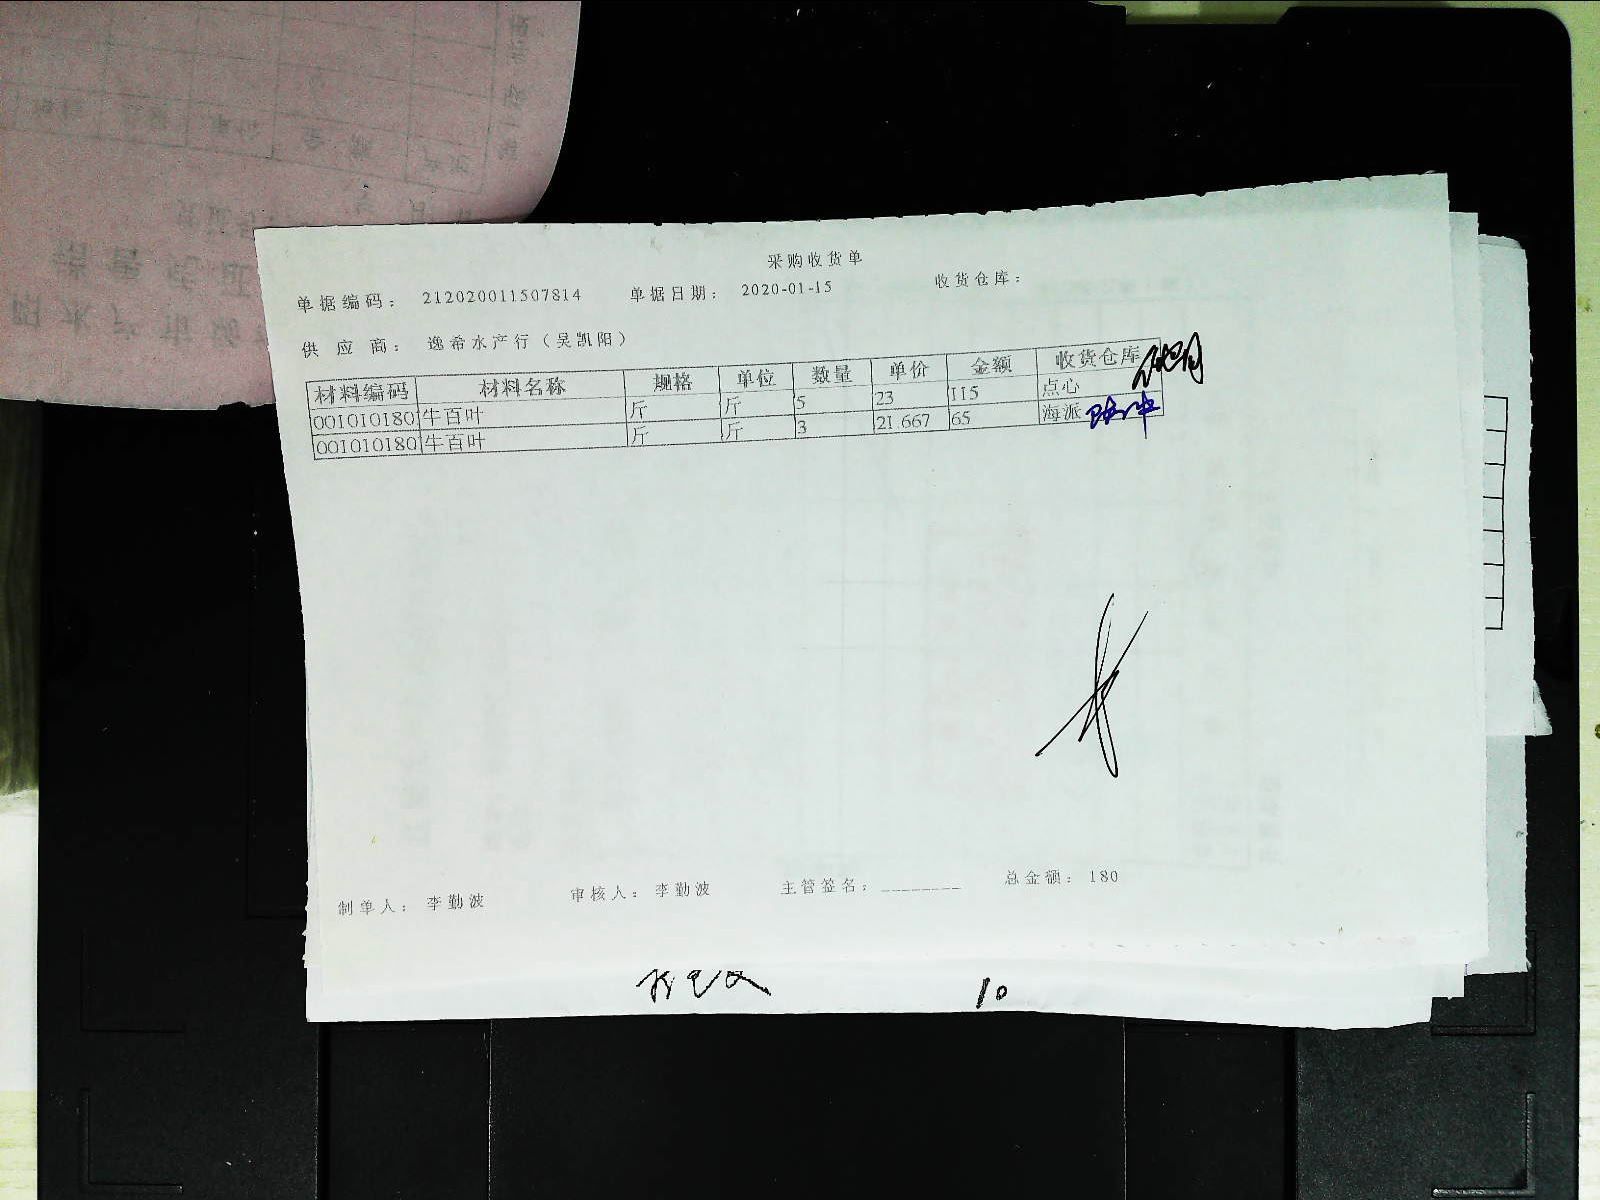 采购收货单
单据编码： 212020011507814 单据日期： 2020-01-15 收货仓库：
供 应 商： 逸希水产行（吴凯阳）
材料编码 材料名称 规格 单位 数量 单价 金额 收货仓库
001010180 牛百叶 斤 斤 5 23 115 点心
001010180 牛百叶 斤 斤 3 21.667 65 海派
制单人： 李勤波 审核人： 李勤波 主管签名： ________ 总金额： 180
10